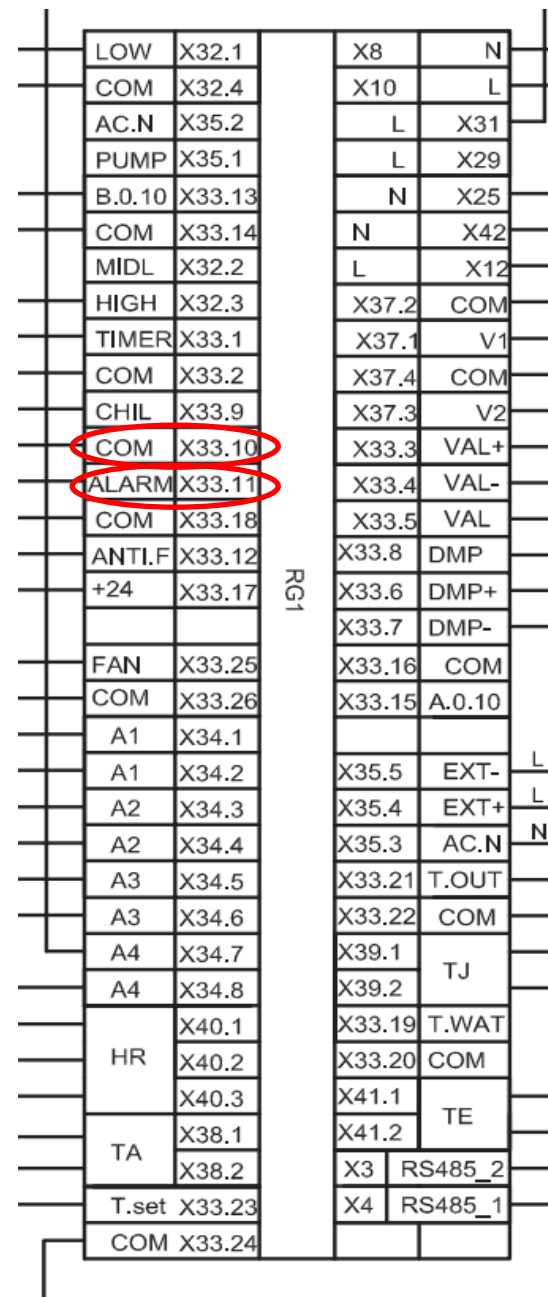 LOW X32.1 X8 N
COM X32.4 X10 L
AC.N X35.2 L X31
PUMP X35.1 L X29
B.0.10 X33.13 N X25
COM X33.14 N X42
MIDL X32.2 L X12
HIGH X32.3 X37.2 COM
TIMER X33.1 X37.1 V1
COM X33.2 X37.4 COM
CHIL X33.9 X37.3 V2
COM X33.10 X33.3 VAL+
ALARM X33.11 X33.4 VAL-
COM X33.18 X33.5 VAL
ANTI.F X33.12 X33.8 DMP
+24 X33.17 RG1 X33.6 DMP+
X33.7 DMP-
FAN X33.25 X33.16 COM
COM X33.26 X33.15 A.0.10
A1 X34.1
A1 X34.2 X35.5 EXT- L
A2 X34.3 X35.4 EXT+ L
A2 X34.4 X35.3 AC.N N
A3 X34.5 X33.21 T.OUT
A3 X34.6 X33.22 COM
A4 X34.7 X39.1 TJ
A4 X34.8 X39.2
X40.1 X33.19 T.WAT
HR X40.2 X33.20 COM
X40.3 X41.1 TE
TA X38.1 X41.2
X38.2 X3 RS485_2
T.set X33.23 X4 RS485_1
COM X33.24